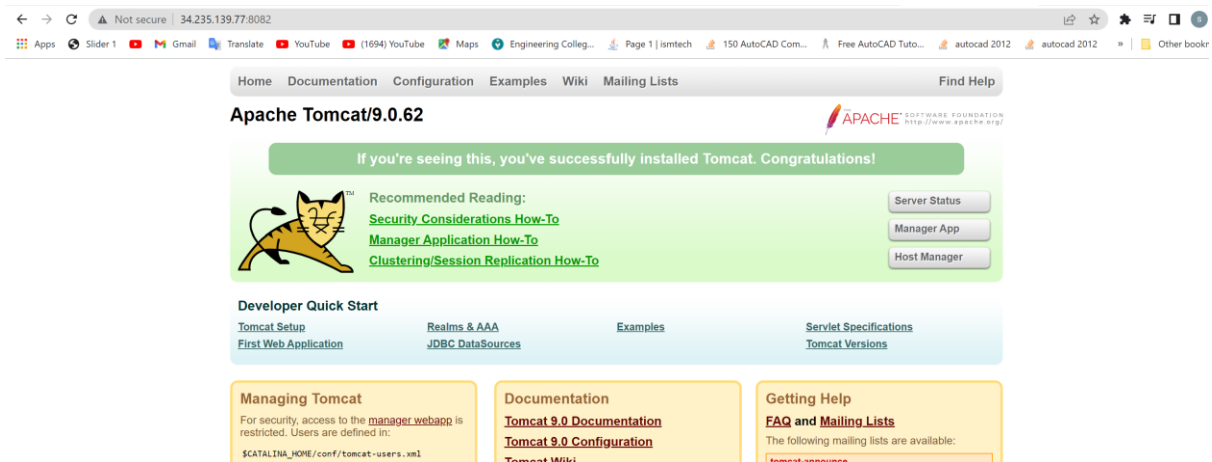 Not secure | 34.235.139.77:8082
S
Apps Slider 1 Gmail Translate YouTube (1694) YouTube Maps Engineering Colleg... Page 1 | ismtech 150 AutoCAD Com... Free AutoCAD Tuto... autocad 2012 autocad 2012 » Other bookr
Home Documentation Configuration Examples Wiki Mailing Lists Find Help
Apache Tomcat/9.0.62
APACHE SOFTWARE FOUNDATION
http://www.apache.org/
If you're seeing this, you've successfully installed Tomcat. Congratulations!
TM
Recommended Reading:
Security Considerations How-To
Manager Application How-To
Clustering/Session Replication How-To
Server Status
Manager App
Host Manager
Developer Quick Start
Tomcat Setup
First Web Application
Realms & AAA
JDBC DataSources
Examples
Servlet Specifications
Tomcat Versions
Managing Tomcat
For security, access to the manager webapp is
restricted. Users are defined in:
$CATALINA_HOME/conf/tomcat-users.xml
Documentation
Tomcat 9.0 Documentation
Tomcat 9.0 Configuration
Tomcat Wiki
Getting Help
FAQ and Mailing Lists
The following mailing lists are available:
tomcat-announce